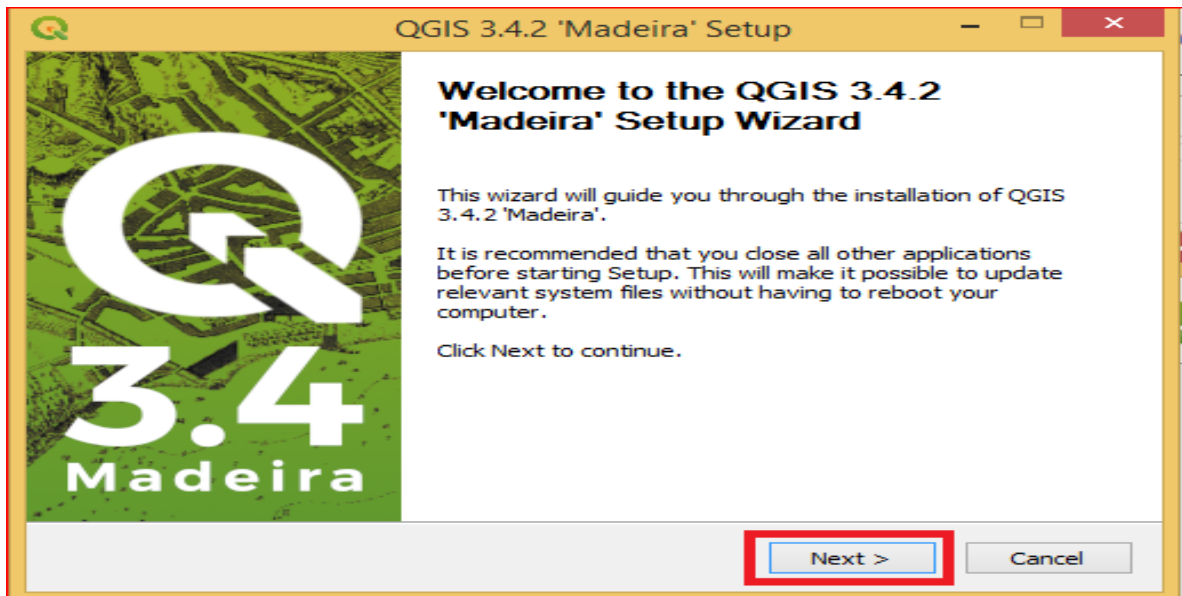 QGIS 3.4.2 'Madeira' Setup
Welcome to the QGIS 3.4.2
'Madeira' Setup Wizard
This wizard will guide you through the installation of QGIS
3.4.2 'Madeira'.
It is recommended that you close all other applications
before starting Setup. This will make it possible to update
relevant system files without having to reboot your
computer.
Click Next to continue.
3.4
Madeira
Next >
Cancel